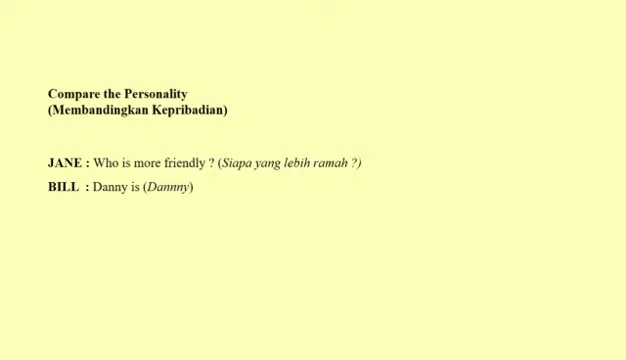 Compare the Personality
(Membandingkan Kepribadian)
JANE : Who is more friendly ? (Siapa yang lebih ramah ?)
BILL : Danny is (Dannny)